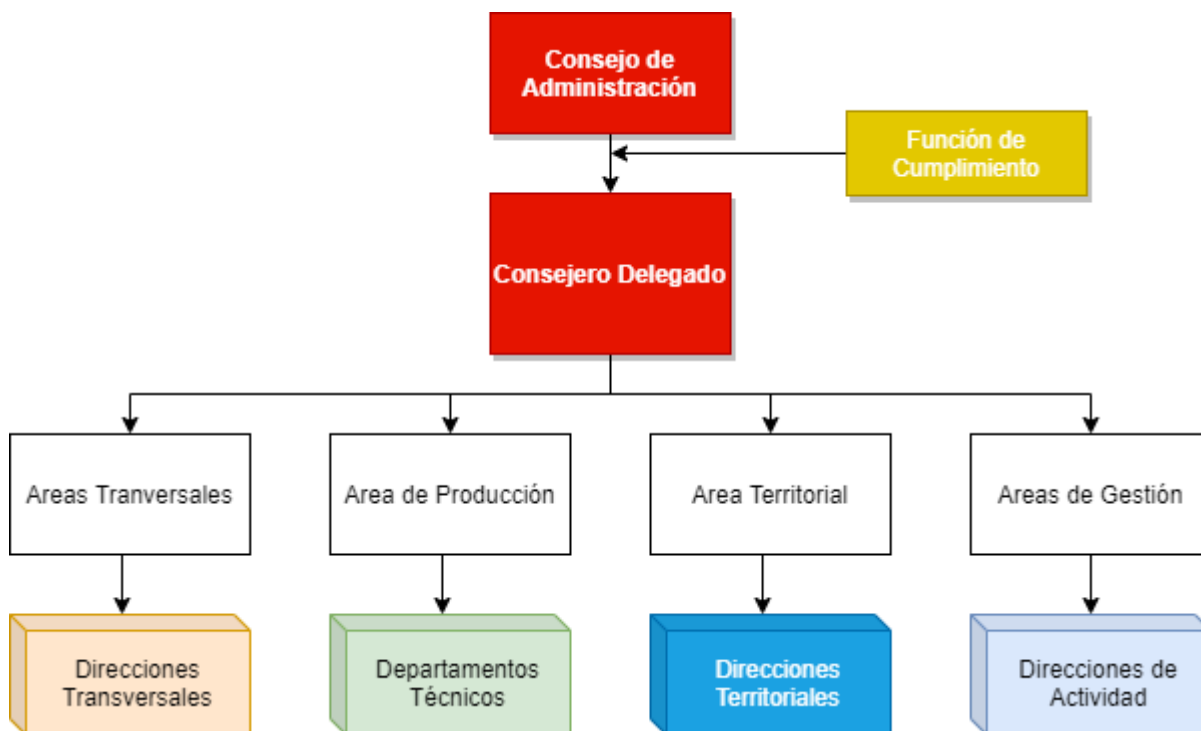 Consejo de
Administración
Función de
Cumplimiento
Consejero Delegado
Areas Tranversales
Area de Producción
Area Territorial
Areas de Gestión
Direcciones
Transversales
Departamentos
Técnicos
Direcciones
Territoriales
Direcciones de
Actividad